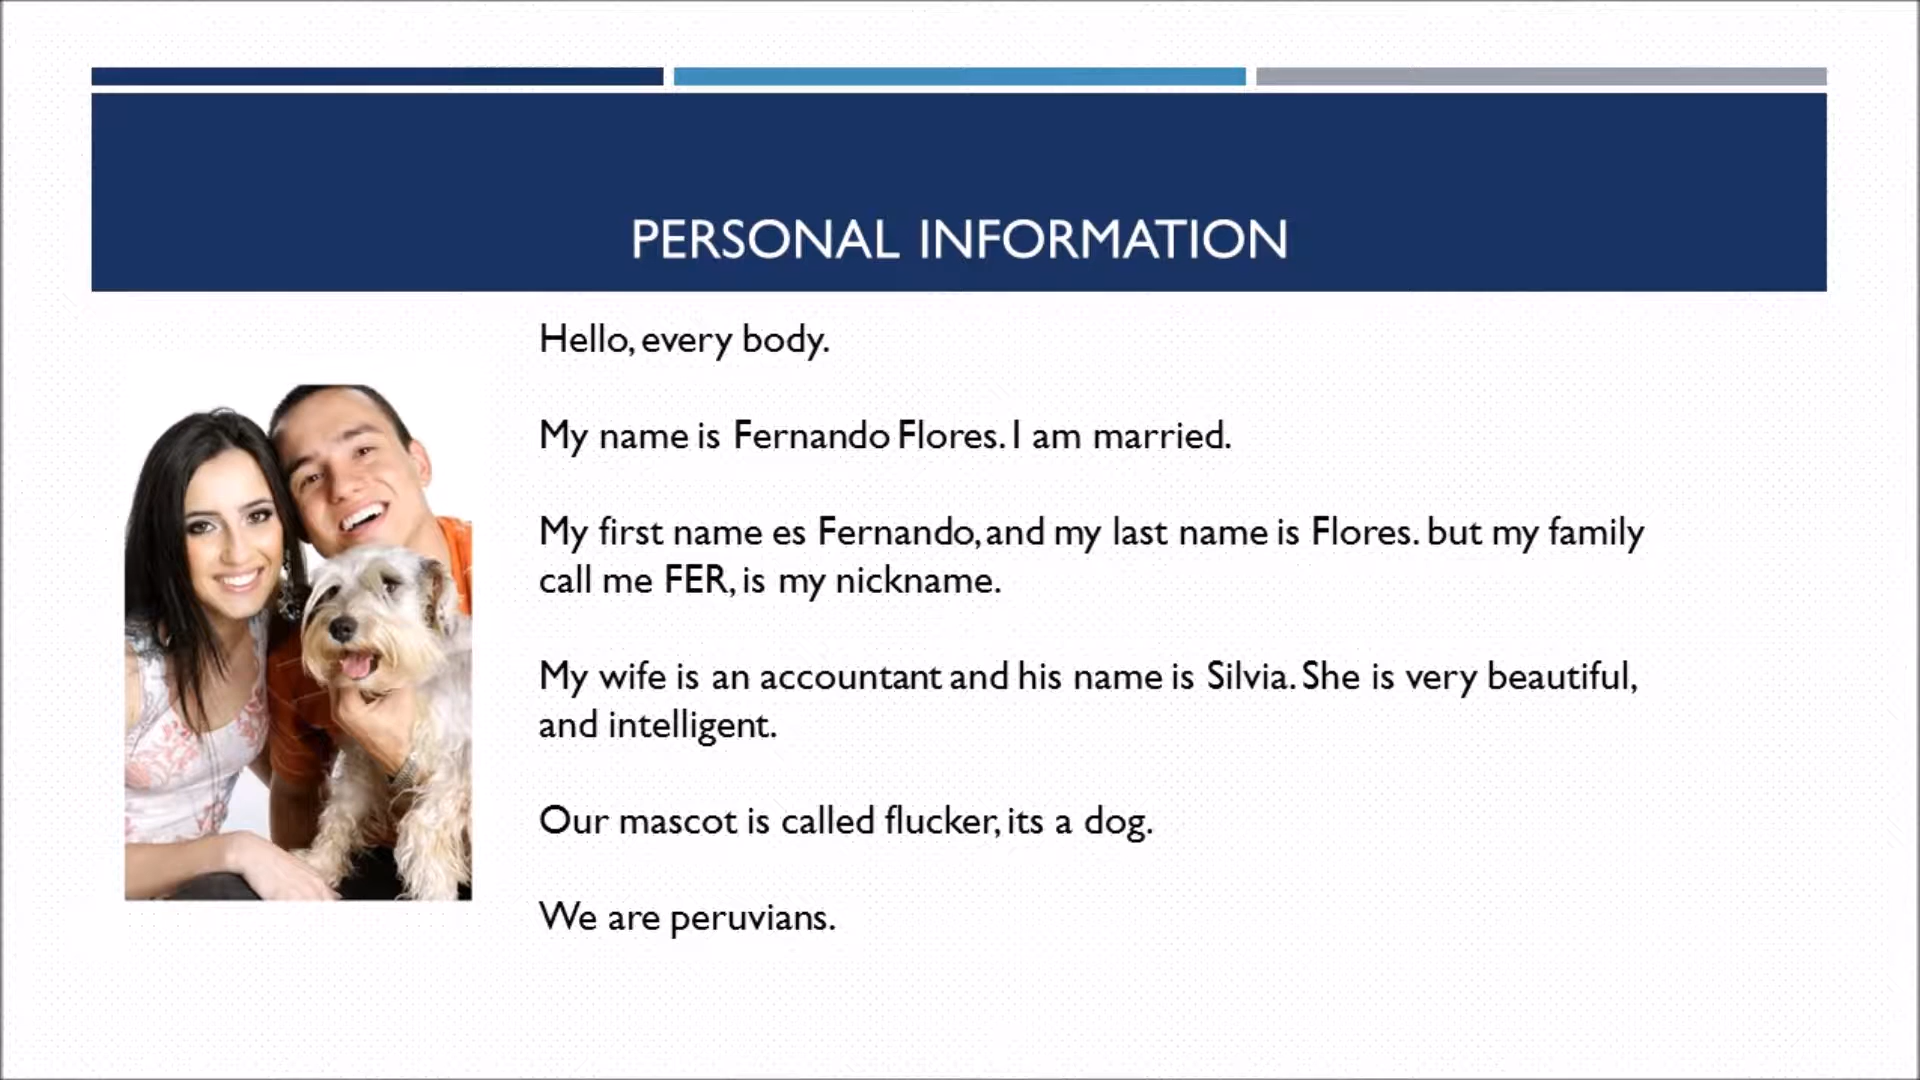 PERSONAL INFORMATION
Hello, every body.
My name is Fernando Flores. I am married.
My first name es Fernando, and my last name is Flores. but my family
call me FER, is my nickname.
My wife is an accountant and his name is Silvia. She is very beautiful,
and intelligent.
Our mascot is called flucker, its a dog.
We are peruvians.